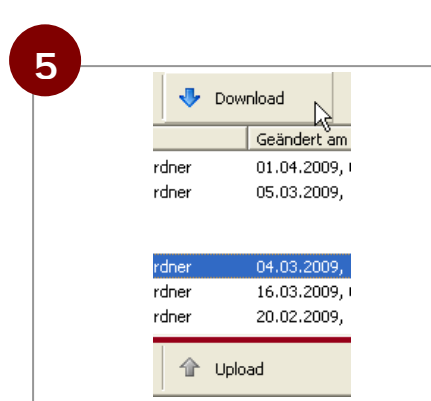 5
Download
Geändert am
rdner 01.04.2009,
rdner 05.03.2009,
rdner 04.03.2009,
rdner 16.03.2009,
rdner 20.02.2009,
Upload